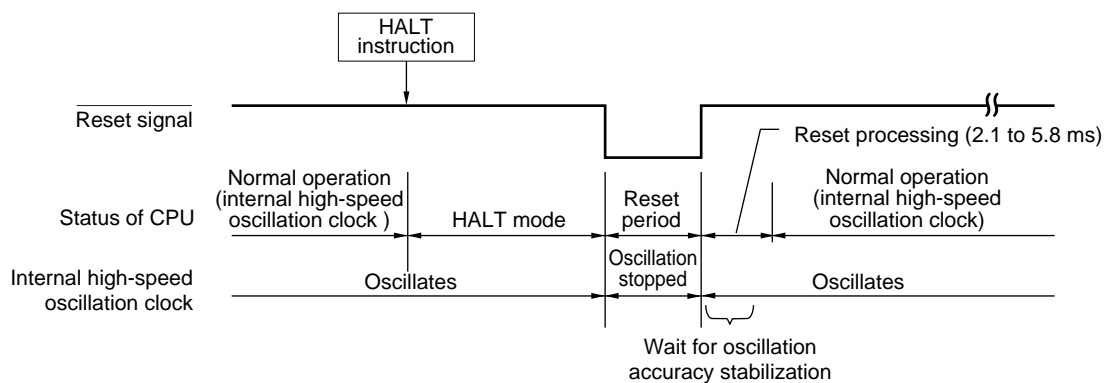 HALT
instruction
Reset signal
Reset processing (2.1 to 5.8 ms)
Status of CPU
Normal operation
(internal high-speed
oscillation clock )
HALT mode
Reset
period
Normal operation
(internal high-speed
oscillation clock)
Internal high-speed
oscillation clock
Oscillates
Oscillation
stopped
Oscillates
Wait for oscillation
accuracy stabilization